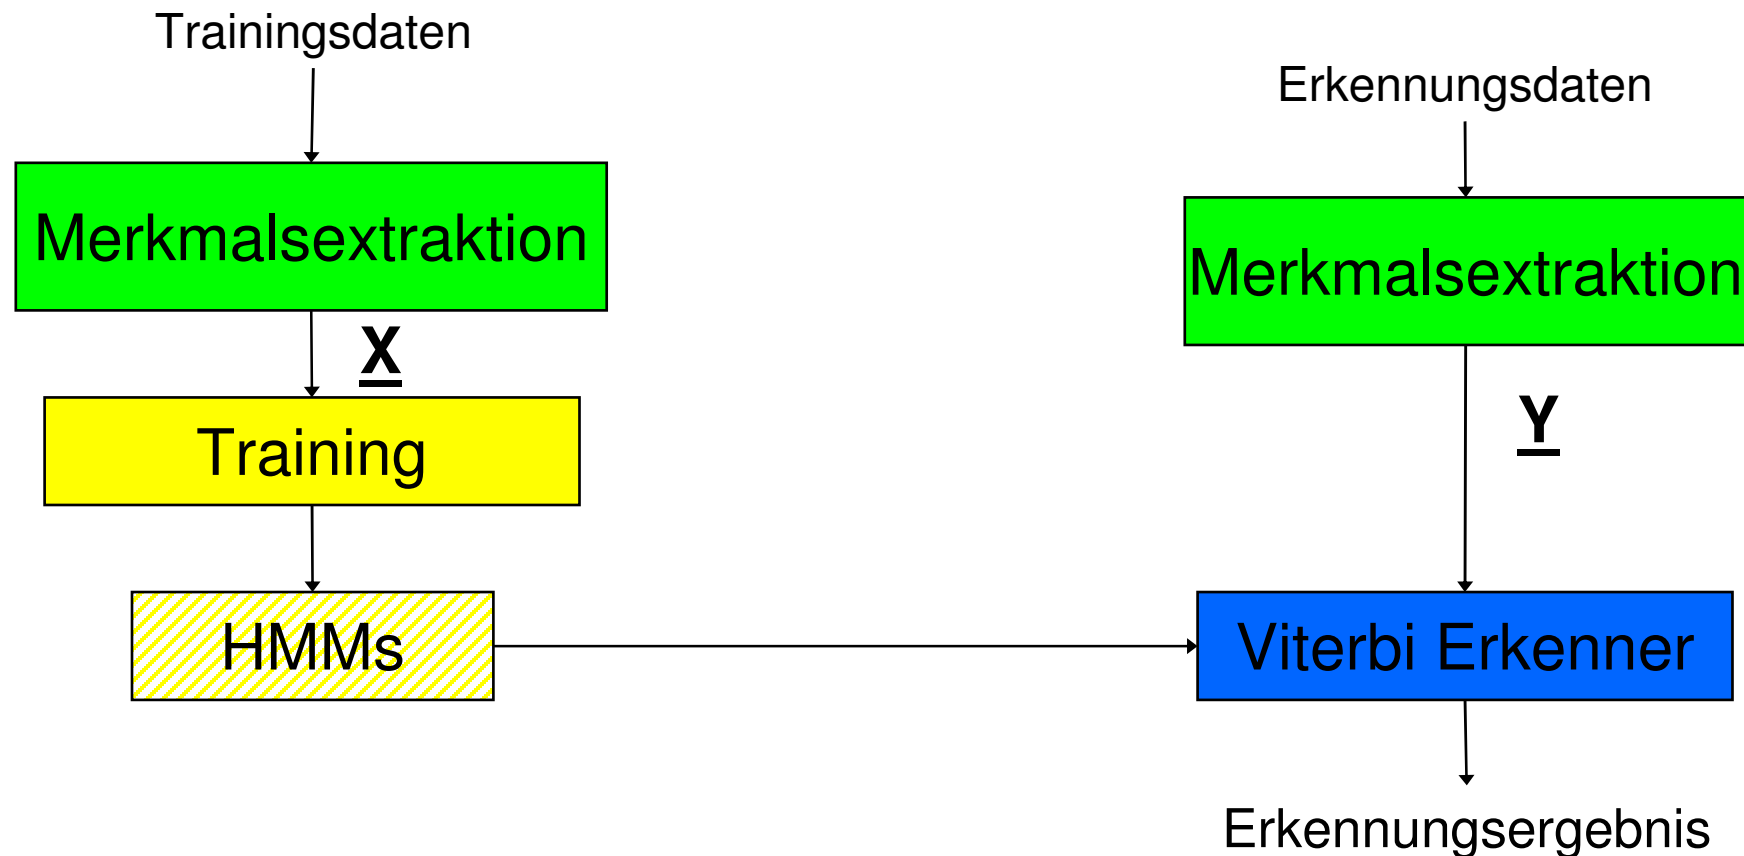 Trainingsdaten
Merkmalsextraktion
X
Training
HMMs
Erkennungsdaten
Merkmalsextraktion
Y
Viterbi Erkenner
Erkennungsergebnis